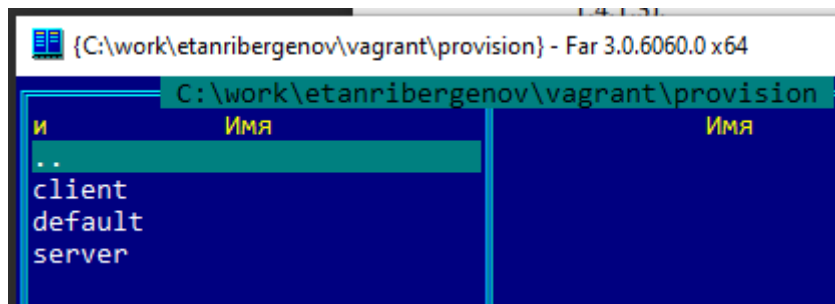 {C:\work\etanribergenov\vagrant\provision} - Far 3.0.6060.0 x64
C:\work\etanribergenov\vagrant\provision
и Имя Имя
..
client
default
server